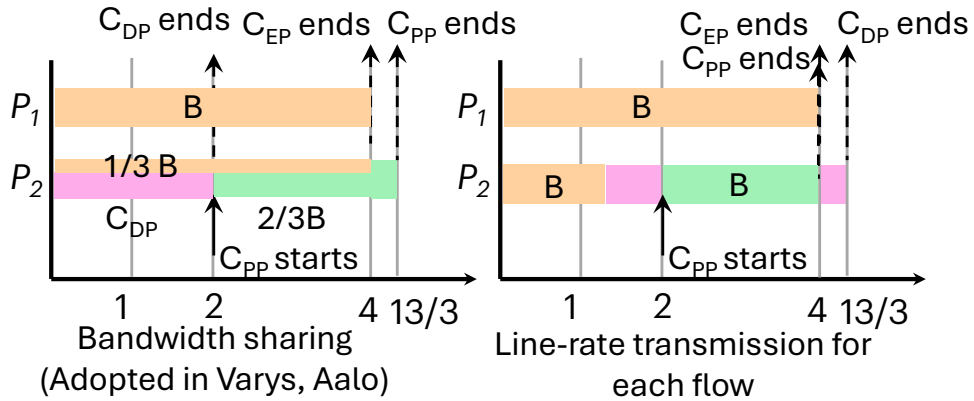 C_DP ends
C_EP ends
C_PP ends
P_1
B
P_2
1/3 B
C_DP
2/3B
C_PP starts
1
2
4
13/3
Bandwidth sharing
(Adopted in Varys, Aalo)
C_EP ends
C_PP ends
C_DP ends
P_1
B
P_2
B
B
C_PP starts
1
2
4
13/3
Line-rate transmission for
each flow